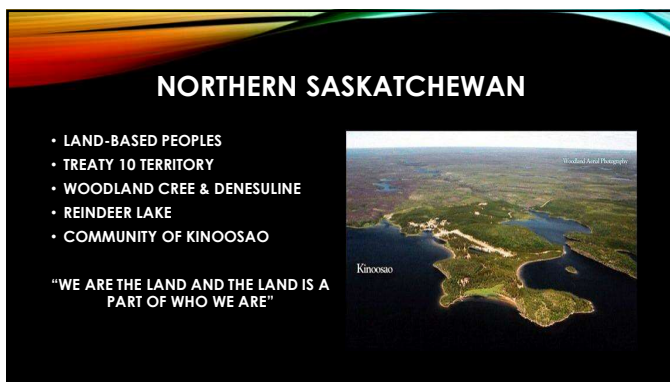 NORTHERN SASKATCHEWAN
• LAND-BASED PEOPLES
• TREATY 10 TERRITORY
• WOODLAND CREE & DENESULINE
• REINDEER LAKE
• COMMUNITY OF KINOOSAO
“WE ARE THE LAND AND THE LAND IS A
PART OF WHO WE ARE”
Woodland Aerial Photography
Kinoosao